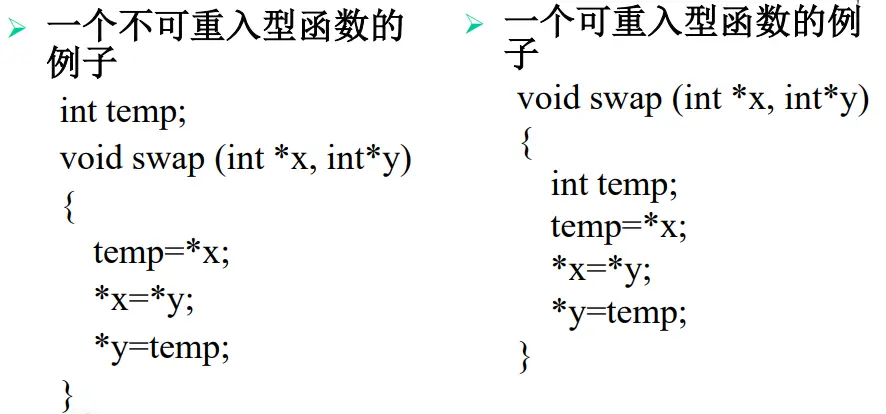 一个不可重入型函数的
例子
int temp;
void swap (int *x, int*y)
{
temp=*x;
*x=*y;
*y=temp;
}
一个可重入型函数的例
子
void swap (int *x, int*y)
{
int temp;
temp=*x;
*x=*y;
*y=temp;
}